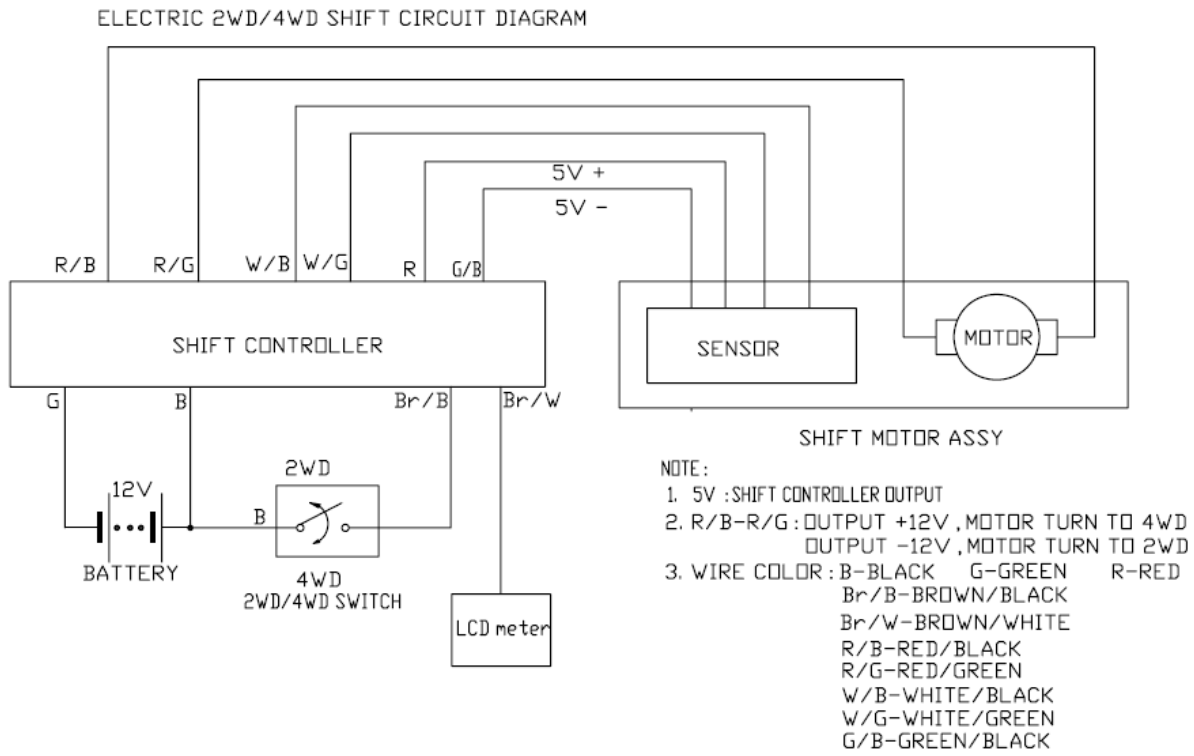 ELECTRIC 2WD/4WD SHIFT CIRCUIT DIAGRAM
5V +
5V -
R/B R/G W/B W/G R G/B
SHIFT CONTROLLER
SENSOR
MOTOR
G B Br/B Br/W
SHIFT MOTOR ASSY
12V
2WD
B
BATTERY
4WD
2WD/4WD SWITCH
LCD meter
NOTE:
1. 5V :SHIFT CONTROLLER OUTPUT
2. R/B-R/G: OUTPUT +12V, MOTOR TURN TO 4WD
OUTPUT -12V, MOTOR TURN TO 2WD
3. WIRE COLOR: B-BLACK G-GREEN R-RED
Br/B-BROWN/BLACK
Br/W-BROWN/WHITE
R/B-RED/BLACK
R/G-RED/GREEN
W/B-WHITE/BLACK
W/G-WHITE/GREEN
G/B-GREEN/BLACK